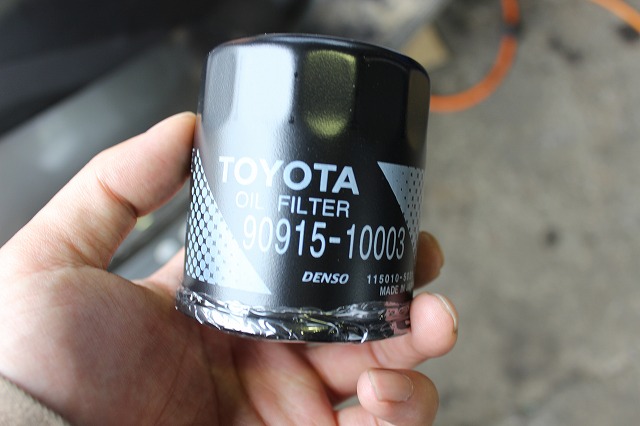 TOYOTA
OIL FILTER
90915-10003
DENSO
MADE IN